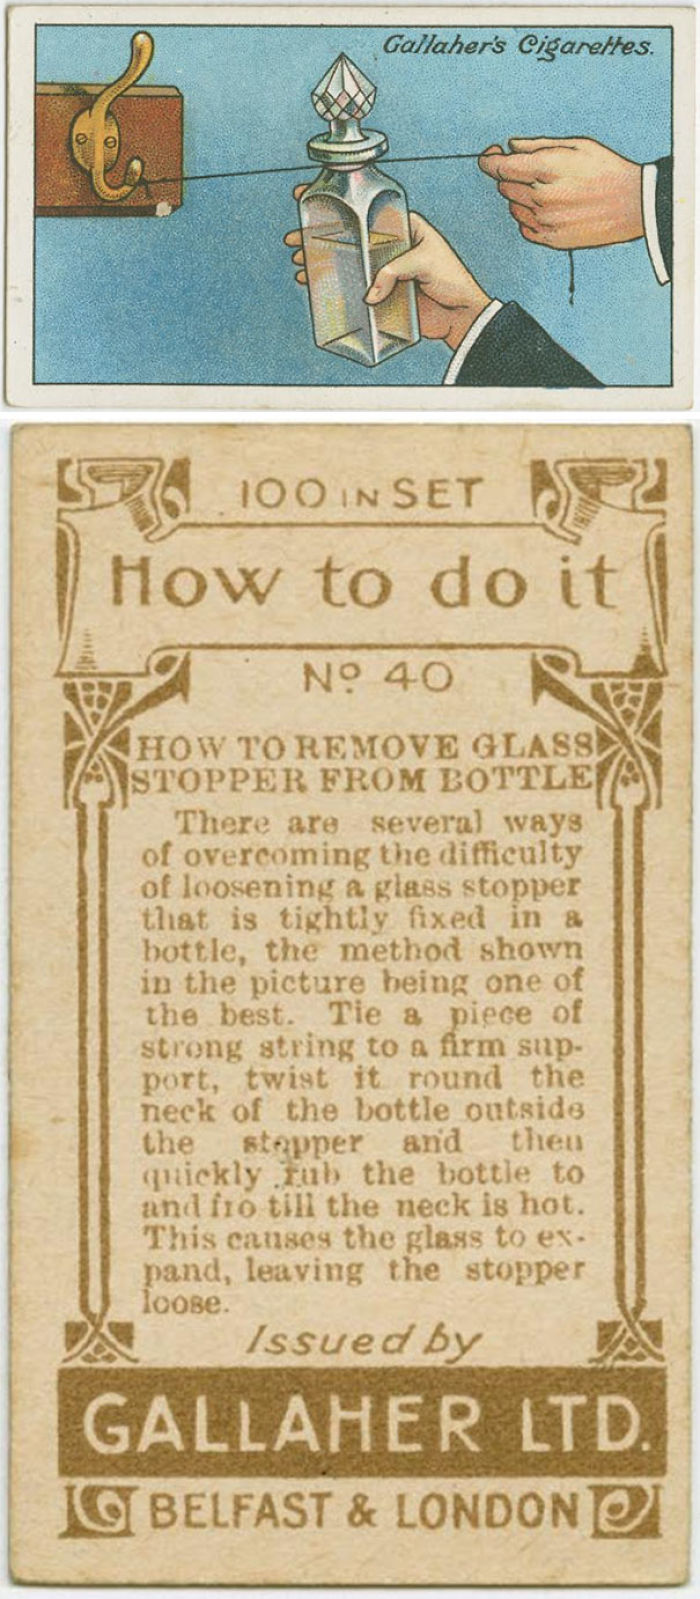 Gallaher's Cigarettes.
100 IN SET
How to do it
Nº 40
HOW TO REMOVE GLASS
STOPPER FROM BOTTLE
There are several ways
of overcoming the difficulty
of loosening a glass stopper
that is tightly fixed in a
bottle, the method shown
in the picture being one of
the best. Tie a piece of
strong string to a firm sup-
port, twist it round the
neck of the bottle outside
the stopper and then
quickly rub the bottle to
and fro till the neck is hot.
This causes the glass to ex-
pand, leaving the stopper
loose.
Issued by
GALLAHER LTD.
BELFAST & LONDON